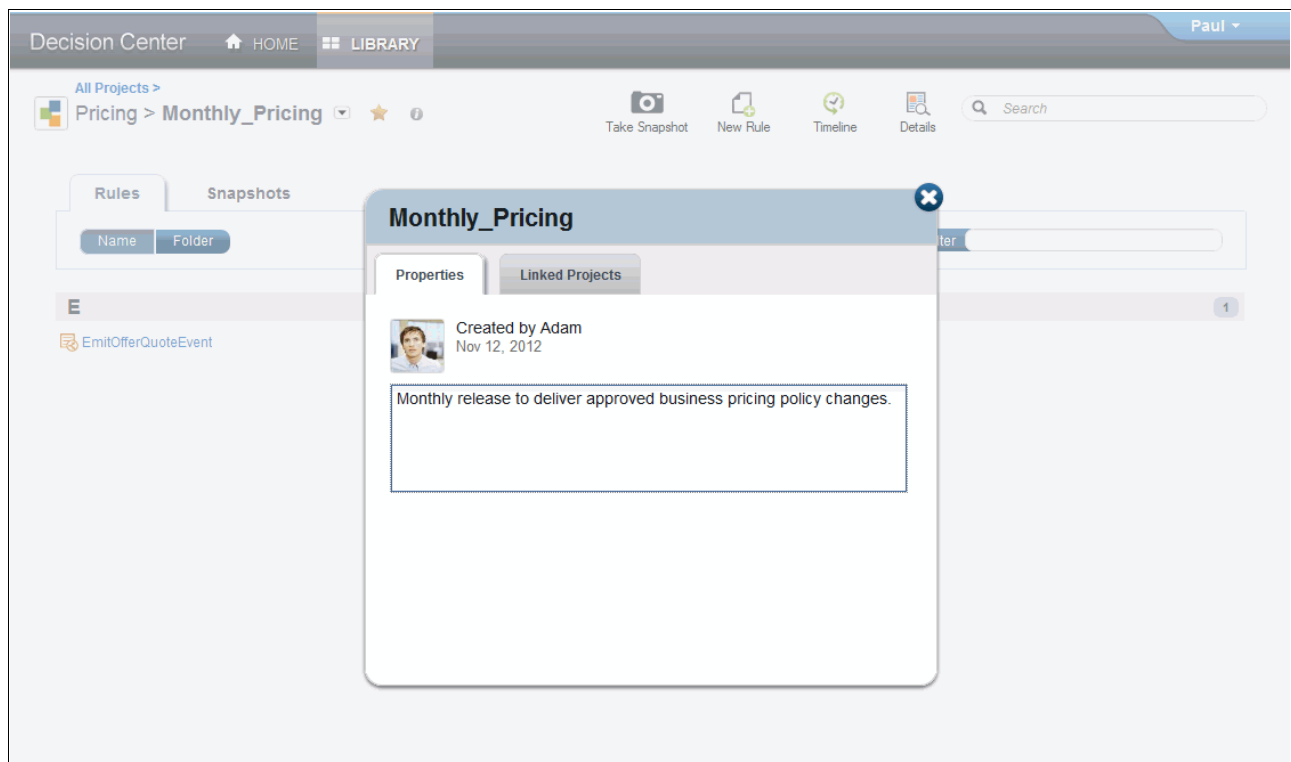 Paul
Decision Center HOME LIBRARY
All Projects >
Pricing > Monthly_Pricing
Take Snapshot New Rule Timeline Details Search
Rules Snapshots
Name Folder
Monthly_Pricing
Properties Linked Projects
E 1
EmitOfferQuoteEvent
Created by Adam
Nov 12, 2012
Monthly release to deliver approved business pricing policy changes.